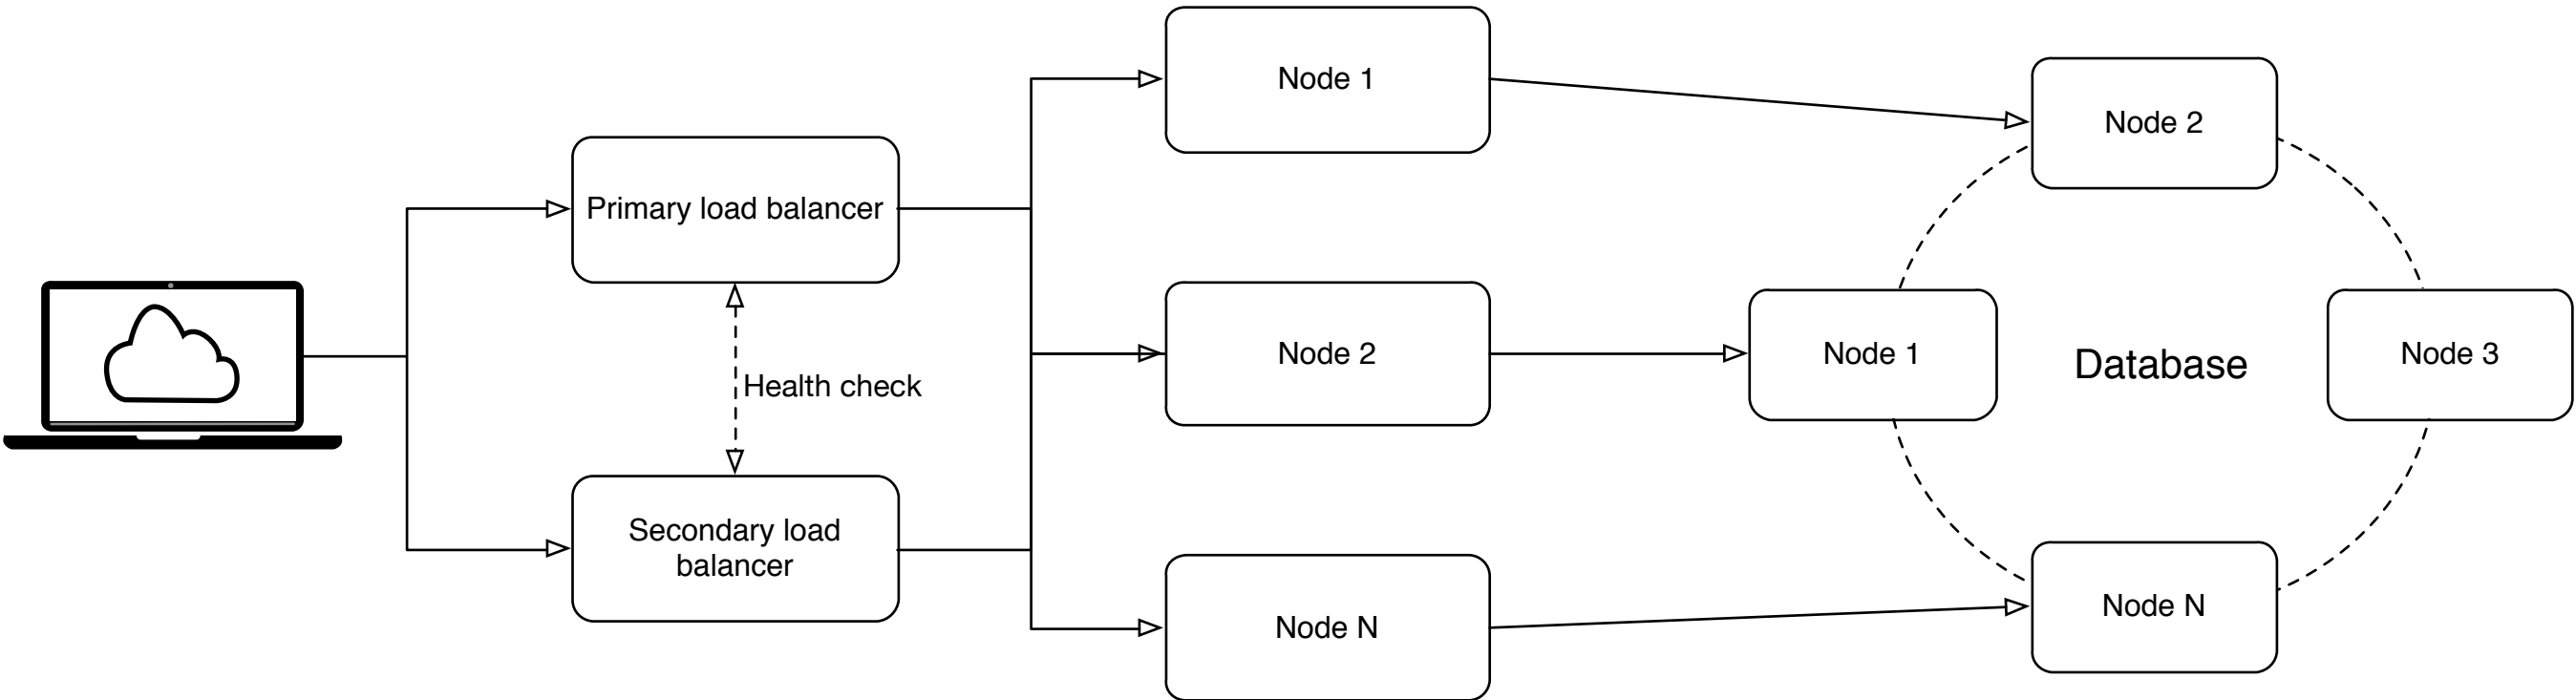 Primary load balancer
Health check
Secondary load
balancer
Node 1
Node 2
Node N
Node 2
Node 1
Database
Node 3
Node N